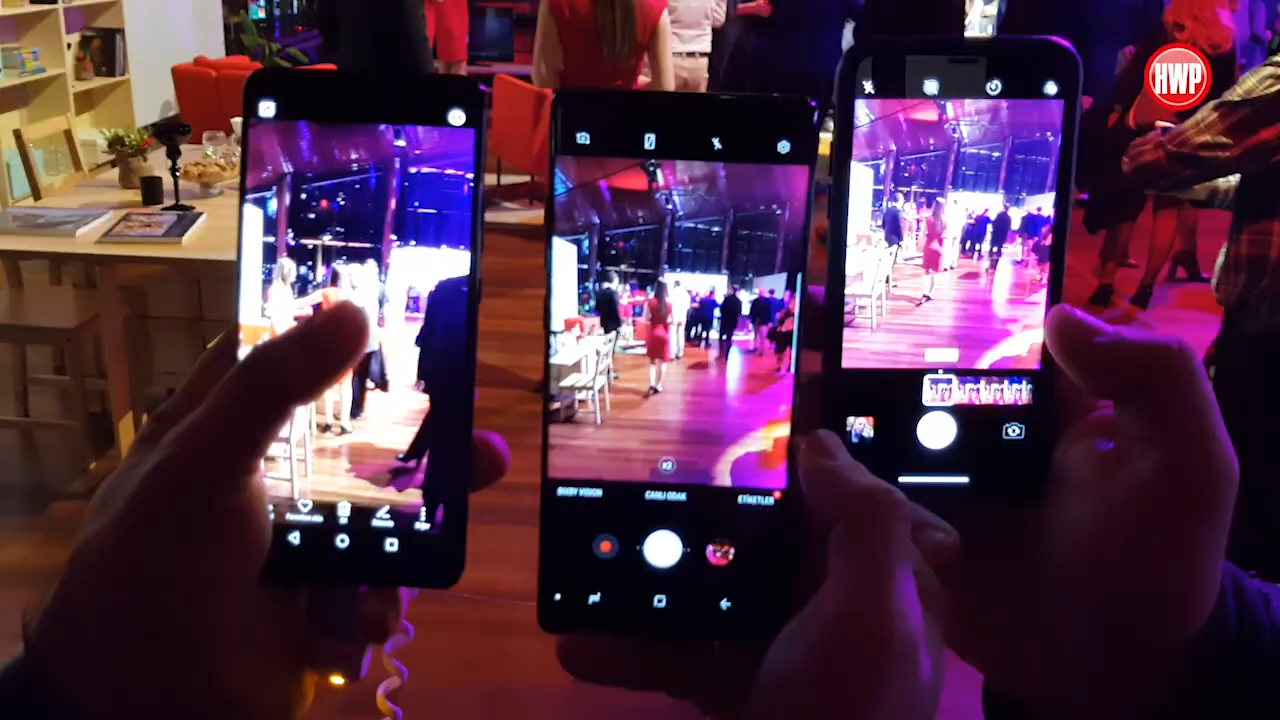 HWP
x2
BIXBY VISION
CANLI ODAK
ETİKETLER